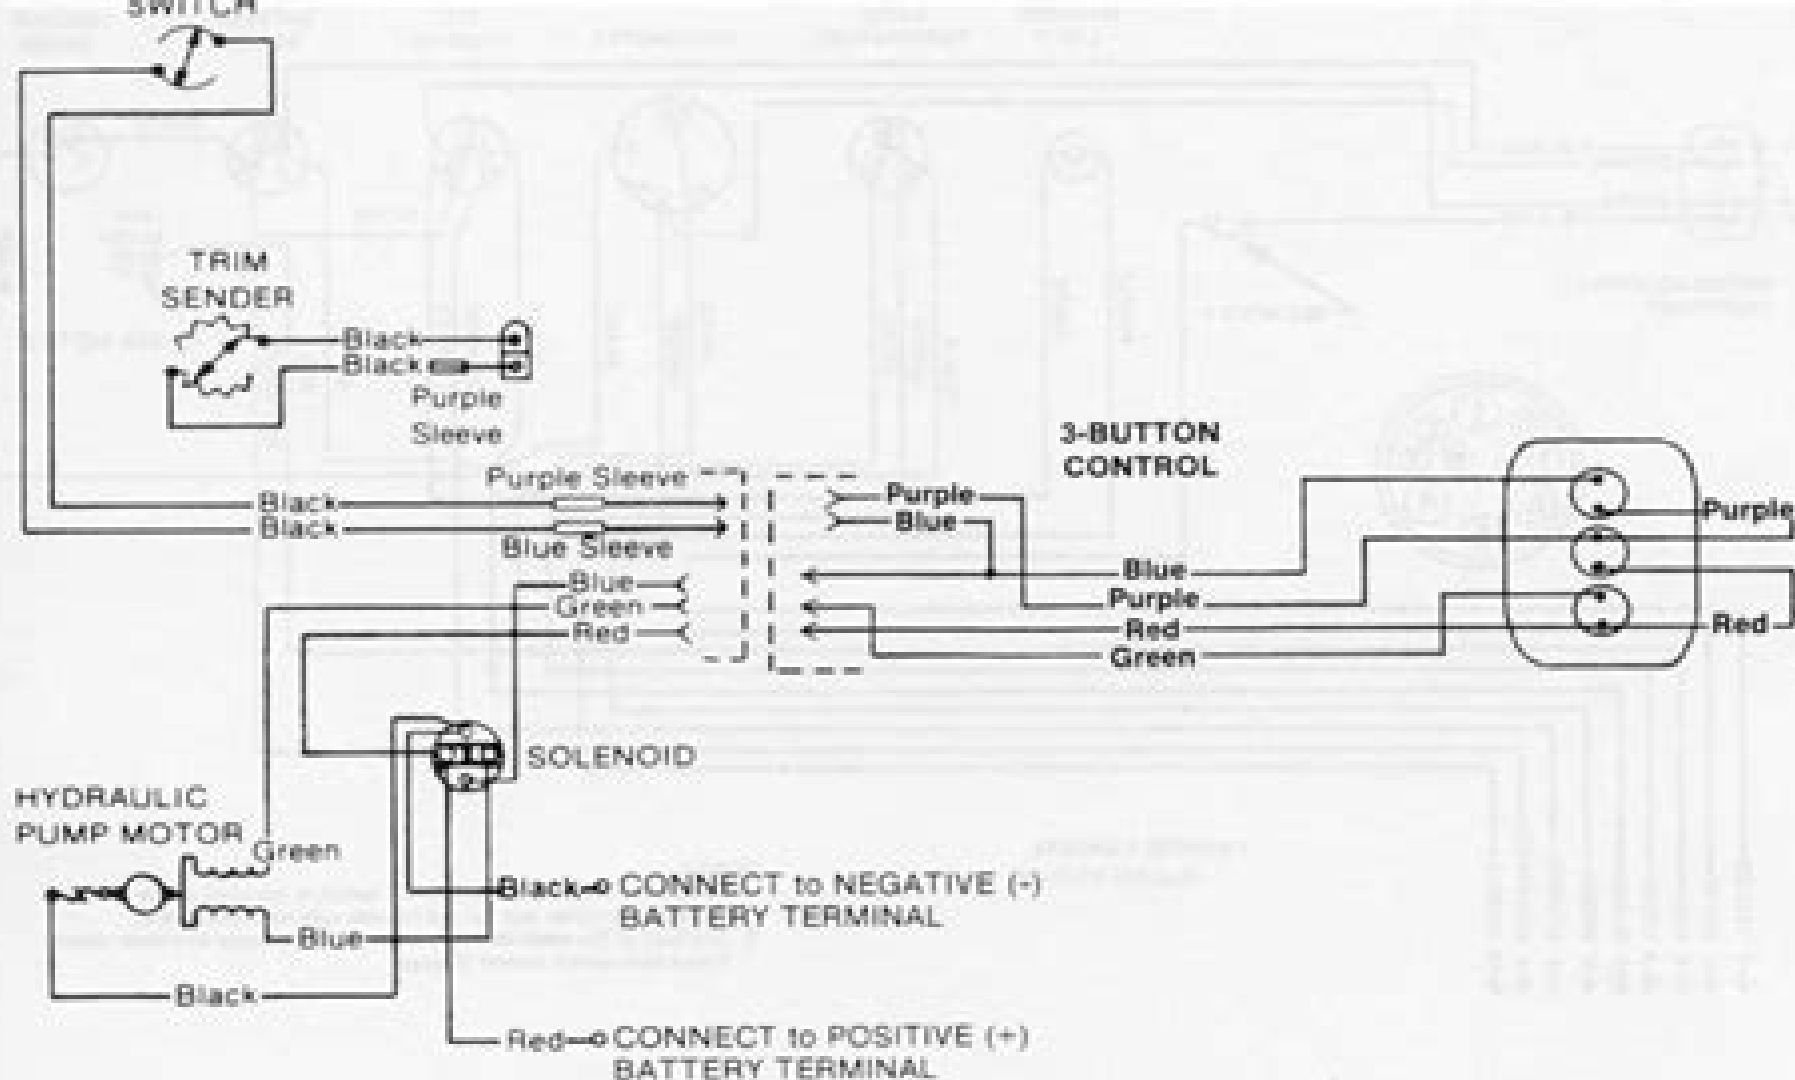 SWITCH
TRIM
SENDER
Black
Black
Purple
Sleeve
3-BUTTON
CONTROL
Purple Sleeve
Black
Black
Blue Sleeve
Purple
Blue
Purple
Blue
Green
Red
Blue
Purple
Red
Green
Red
SOLENOID
HYDRAULIC
PUMP MOTOR
Green
Black
CONNECT to NEGATIVE (-)
BATTERY TERMINAL
Blue
Black
Red
CONNECT to POSITIVE (+)
BATTERY TERMINAL